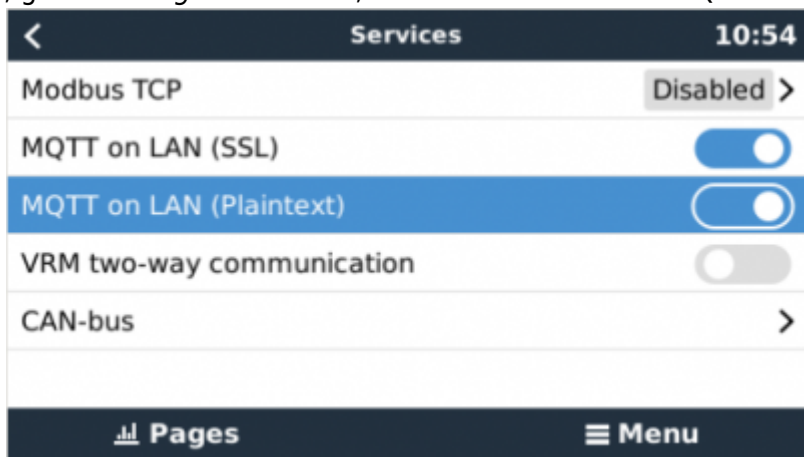 Services 10:54
Modbus TCP Disabled
MQTT on LAN (SSL)
MQTT on LAN (Plaintext)
VRM two-way communication
CAN-bus
Pages Menu